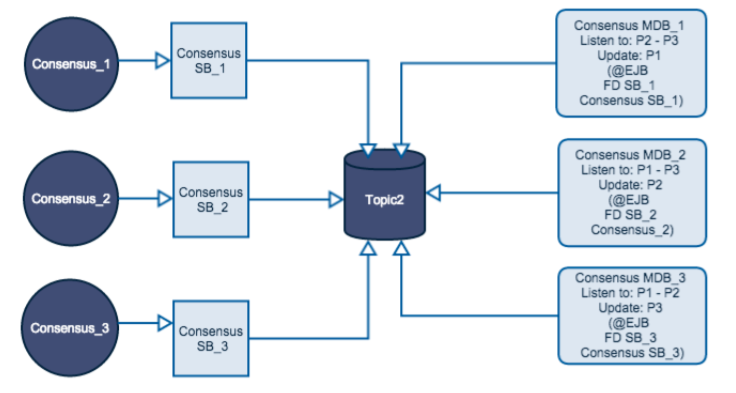 Consensus_1
Consensus
SB_1
Consensus MDB_1
Listen to: P2 - P3
Update: P1
(@EJB
FD SB_1
Consensus SB_1)
Consensus_2
Consensus
SB_2
Topic2
Consensus MDB_2
Listen to: P1 - P3
Update: P2
(@EJB
FD SB_2
Consensus_2)
Consensus_3
Consensus
SB_3
Consensus MDB_3
Listen to: P1 - P2
Update: P3
(@EJB
FD SB_3
Consensus SB_3)